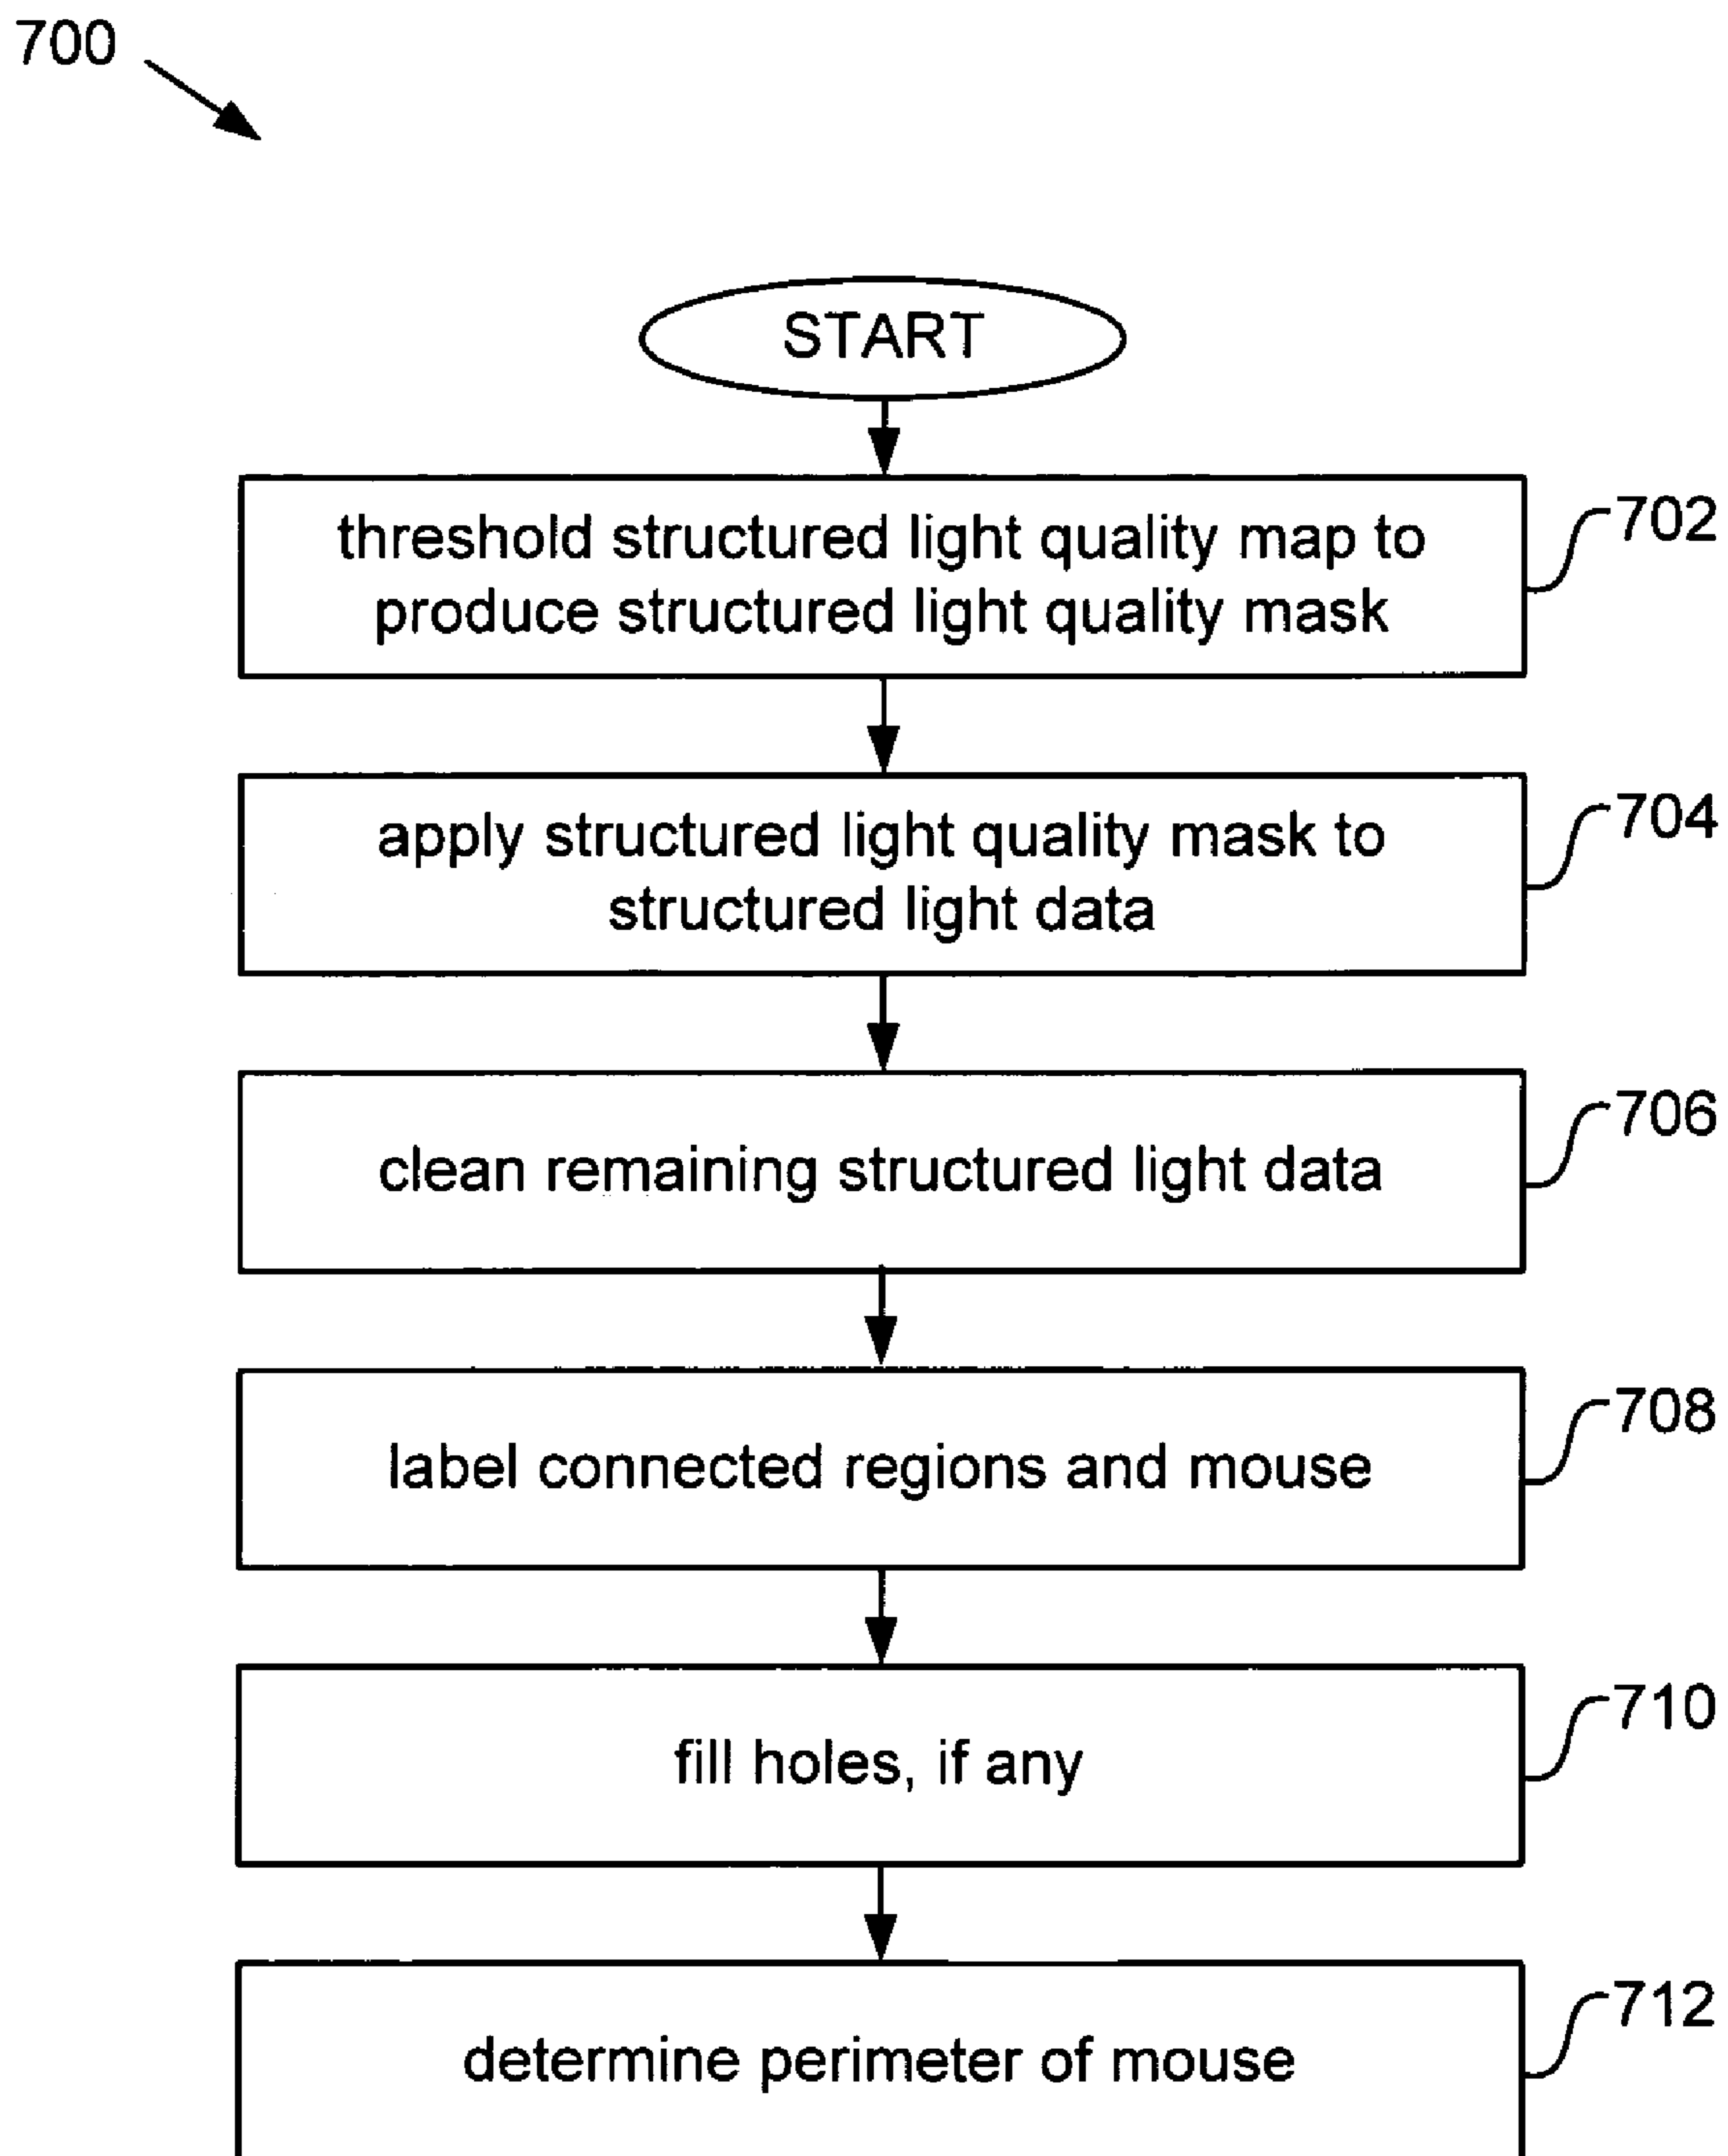 700
START
threshold structured light quality map to
produce structured light quality mask
702
apply structured light quality mask to
structured light data
704
clean remaining structured light data
706
label connected regions and mouse
708
fill holes, if any
710
determine perimeter of mouse
712